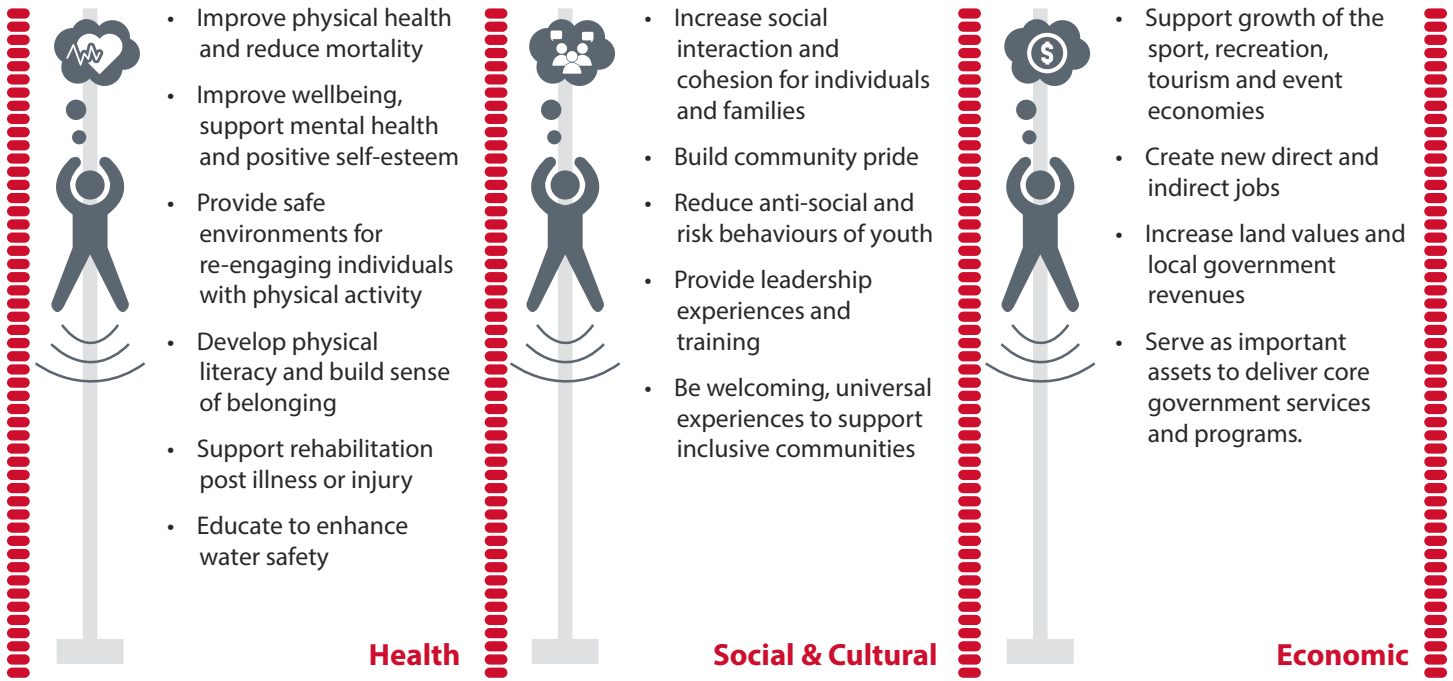 • Improve physical health
and reduce mortality
• Improve wellbeing,
support mental health
and positive self-esteem
• Provide safe
environments for
re-engaging individuals
with physical activity
• Develop physical
literacy and build sense
of belonging
• Support rehabilitation
post illness or injury
• Educate to enhance
water safety
Health
• Increase social
interaction and
cohesion for individuals
and families
• Build community pride
• Reduce anti-social and
risk behaviours of youth
• Provide leadership
experiences and
training
• Be welcoming, universal
experiences to support
inclusive communities
Social & Cultural
$
• Support growth of the
sport, recreation,
tourism and event
economies
• Create new direct and
indirect jobs
• Increase land values and
local government
revenues
• Serve as important
assets to deliver core
government services
and programs.
Economic